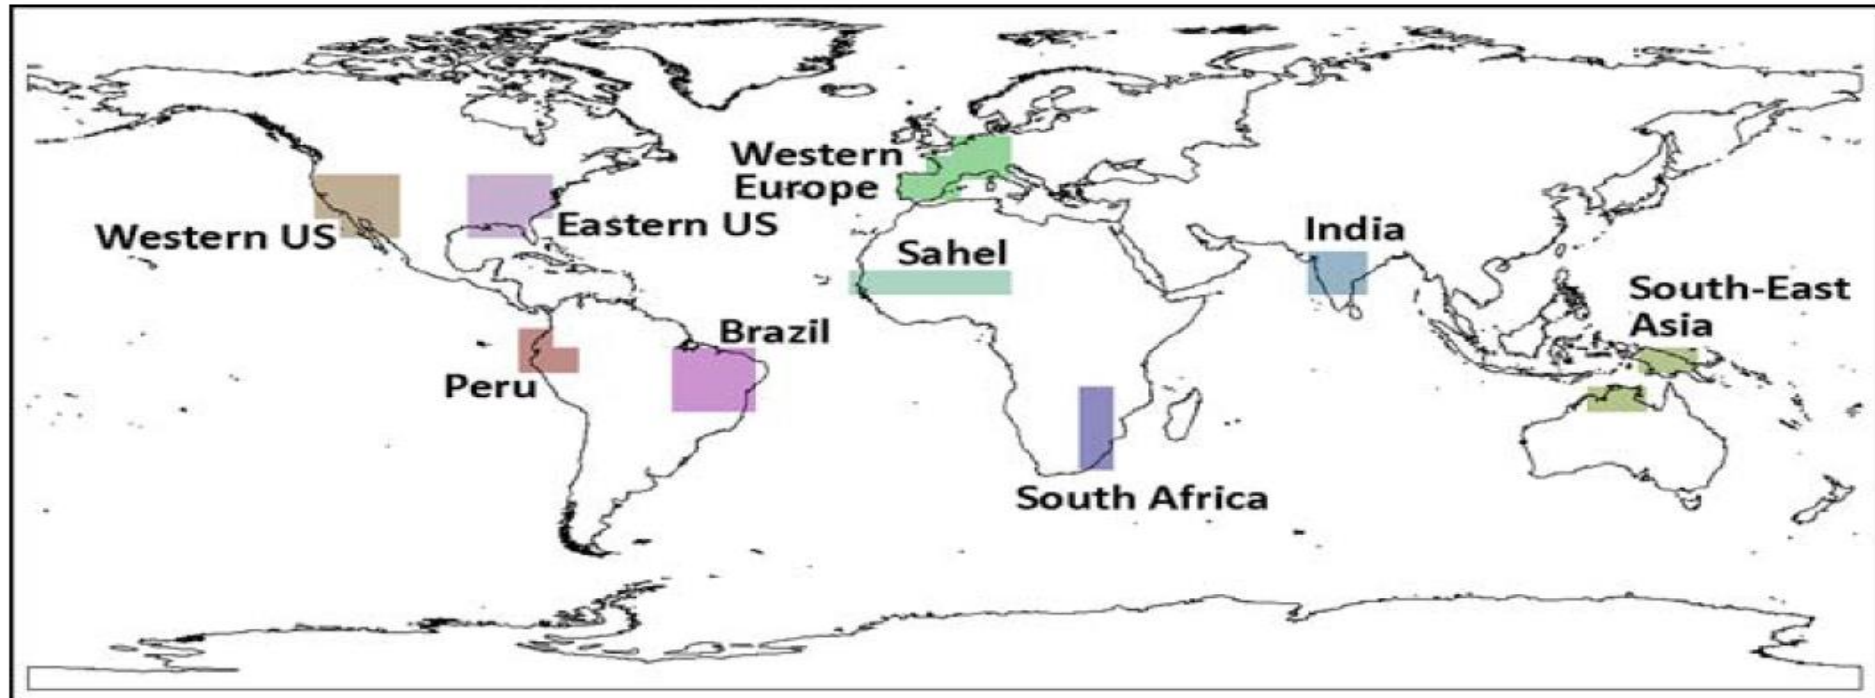 Western
Europe
Western US
Eastern US
India
Sahel
South-East
Asia
Brazil
Peru
South Africa